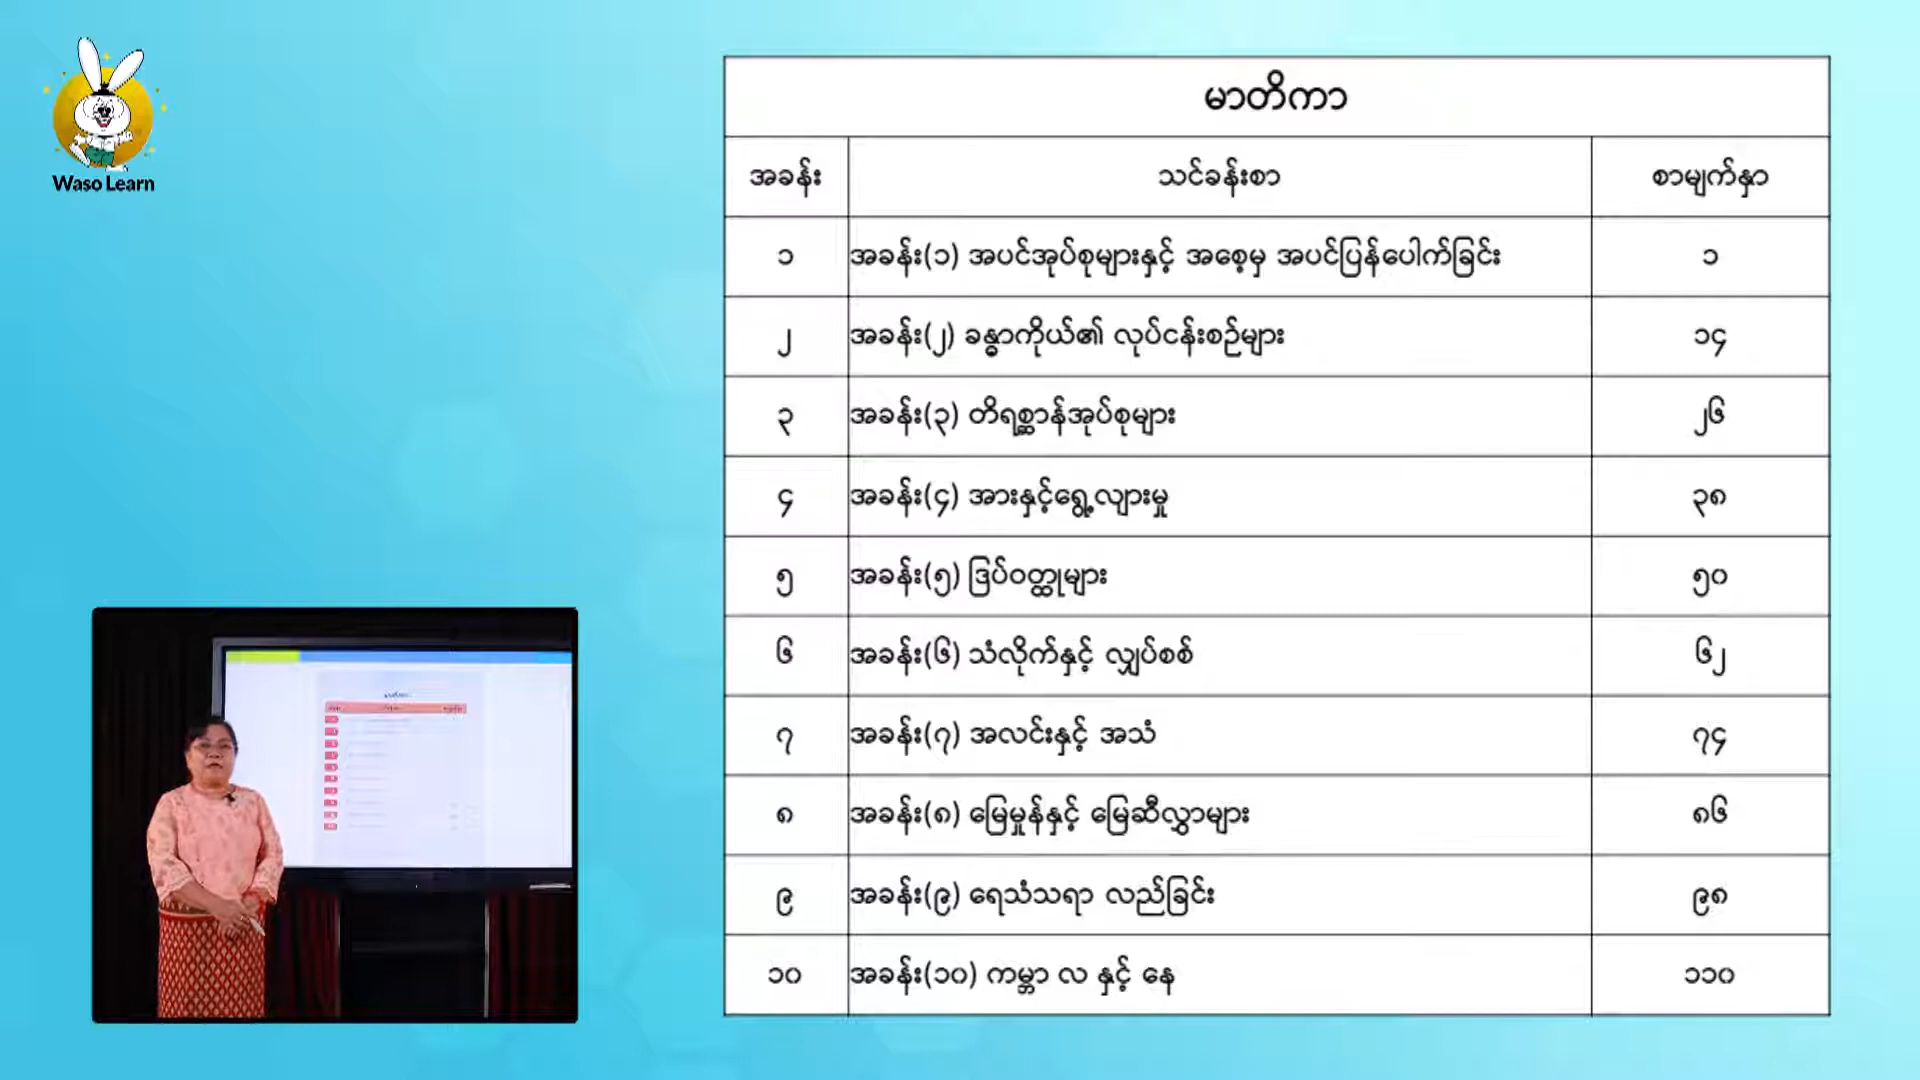 Waso Learn
မာတိကာ
အခန်း သင်ခန်းစာ စာမျက်နှာ
၁ အခန်း(၁) အပင်အုပ်စုများနှင့် အစေ့မှ အပင်ပြန်ပေါက်ခြင်း ၁
၂ အခန်း(၂) ခန္ဓာကိုယ်၏ လုပ်ငန်းစဉ်များ ၁၄
၃ အခန်း(၃) တိရစ္ဆာန်အုပ်စုများ ၂၆
၄ အခန်း(၄) အားနှင့်ရွေ့လျားမှု ၃၈
၅ အခန်း(၅) ဒြပ်ဝတ္ထုများ ၅၀
၆ အခန်း(၆) သံလိုက်နှင့် လျှပ်စစ် ၆၂
၇ အခန်း(၇) အလင်းနှင့် အသံ ၇၄
၈ အခန်း(၈) မြေမှုန်နှင့် မြေဆီလွှာများ ၈၆
၉ အခန်း(၉) ရေသံသရာ လည်ခြင်း ၉၈
၁၀ အခန်း(၁၀) ကမ္ဘာ လ နှင့် နေ ၁၁၀